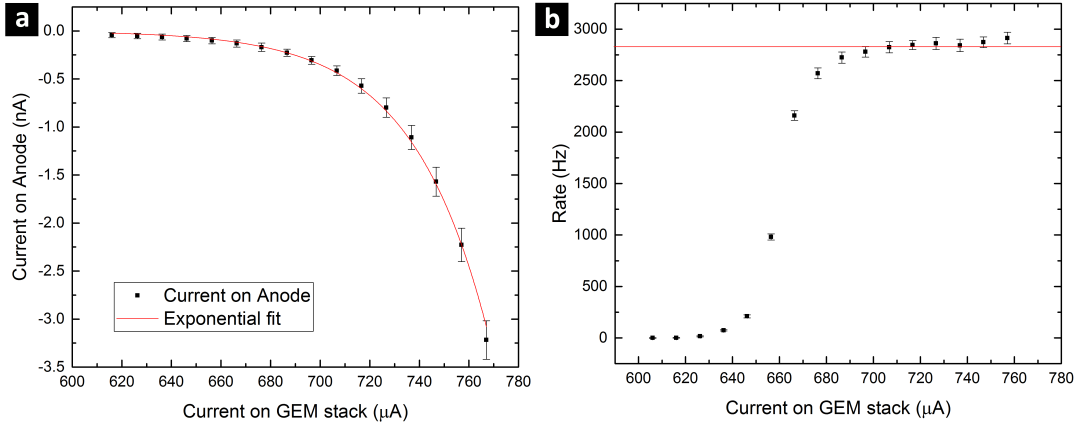 a
0.0
-0.5
-1.0
-1.5
-2.0
-2.5
-3.0
-3.5
Current on Anode (nA)
Current on Anode
Exponential fit
600 620 640 660 680 700 720 740 760 780
Current on GEM stack (μA)
b
3000
2500
2000
1500
1000
500
0
Rate (Hz)
600 620 640 660 680 700 720 740 760 780
Current on GEM stack (μA)